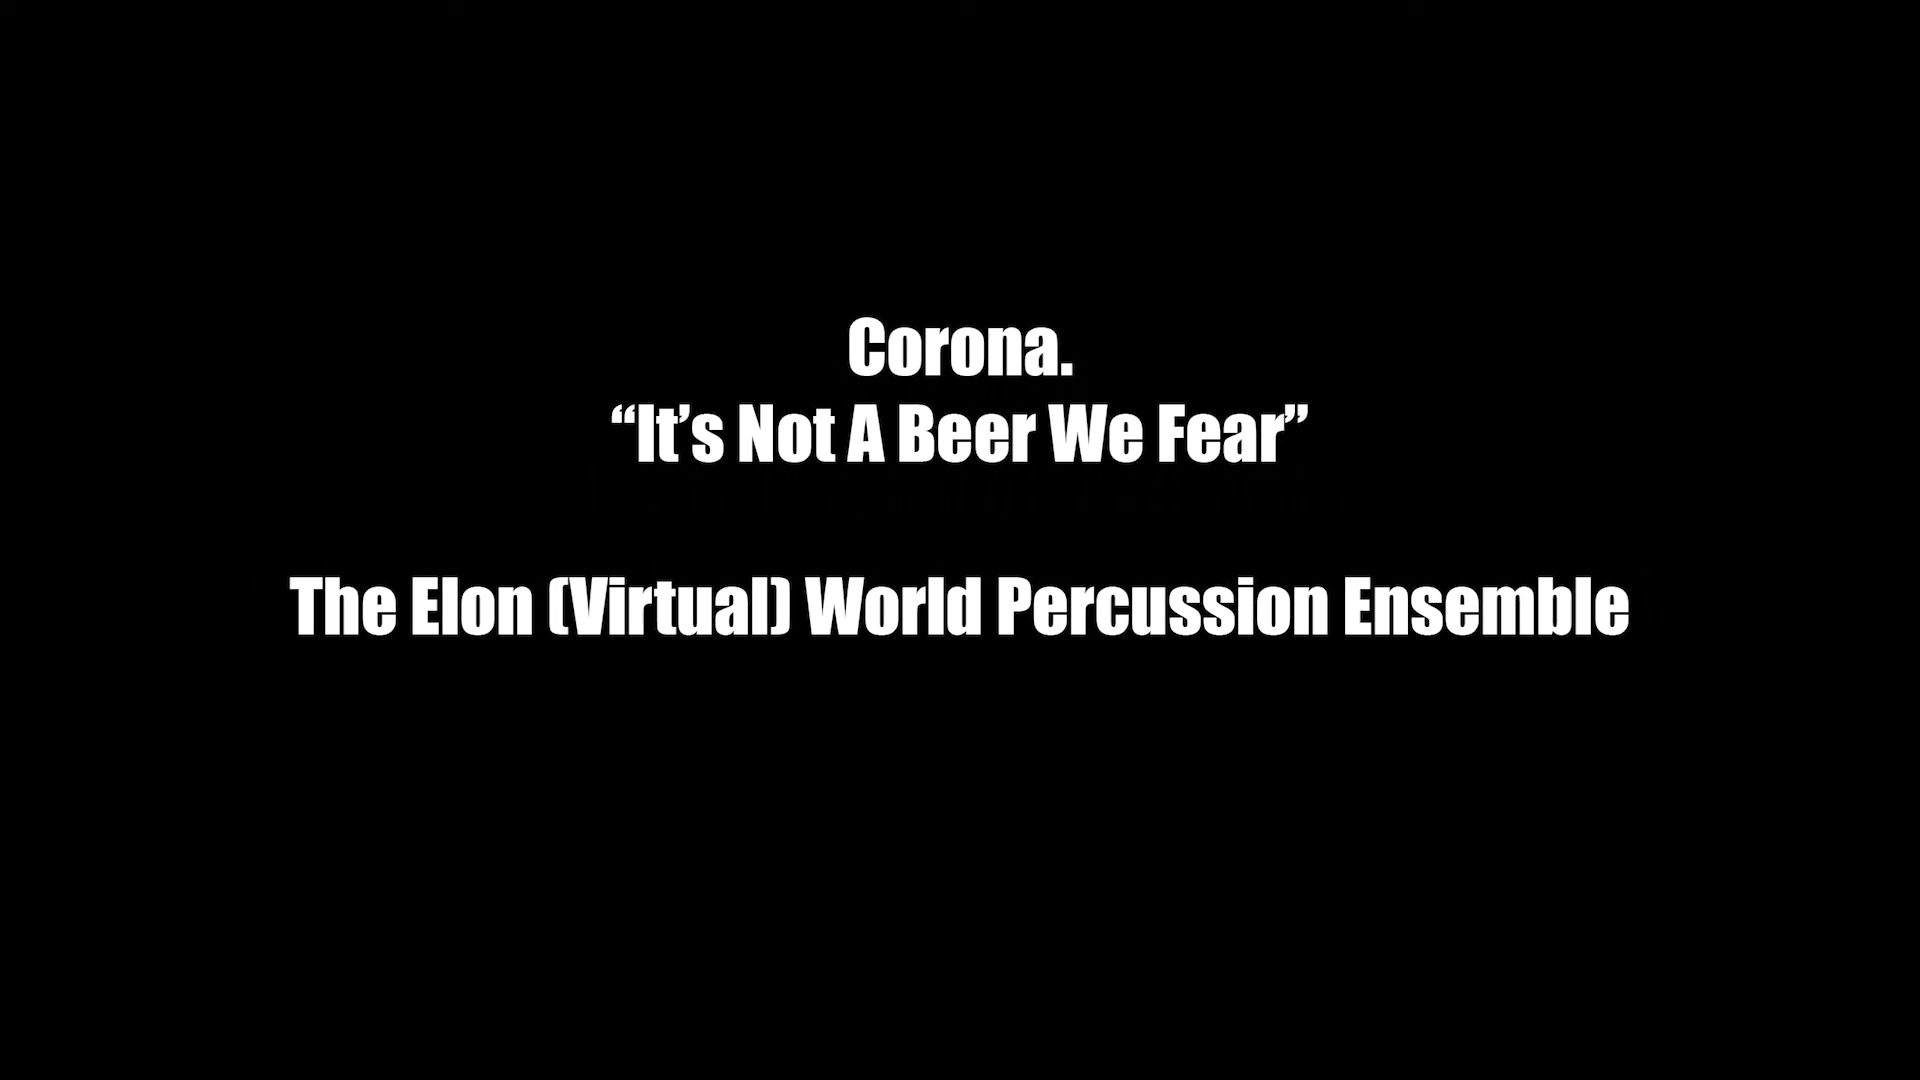 Corona.
“It’s Not A Beer We Fear”
The Elon (Virtual) World Percussion Ensemble